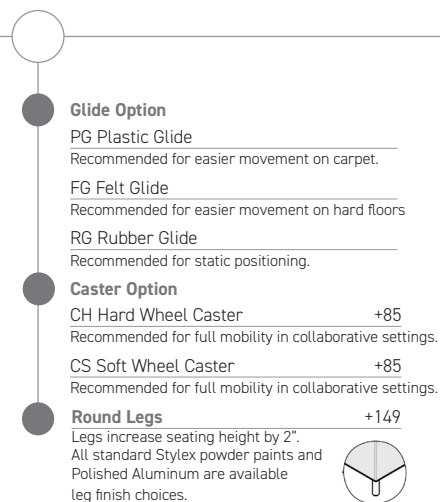 Glide Option
PG Plastic Glide
Recommended for easier movement on carpet.
FG Felt Glide
Recommended for easier movement on hard floors
RG Rubber Glide
Recommended for static positioning.
Caster Option
CH Hard Wheel Caster +85
Recommended for full mobility in collaborative settings.
CS Soft Wheel Caster +85
Recommended for full mobility in collaborative settings.
Round Legs +149
Legs increase seating height by 2”.
All standard Stylex powder paints and
Polished Aluminum are available
leg finish choices.